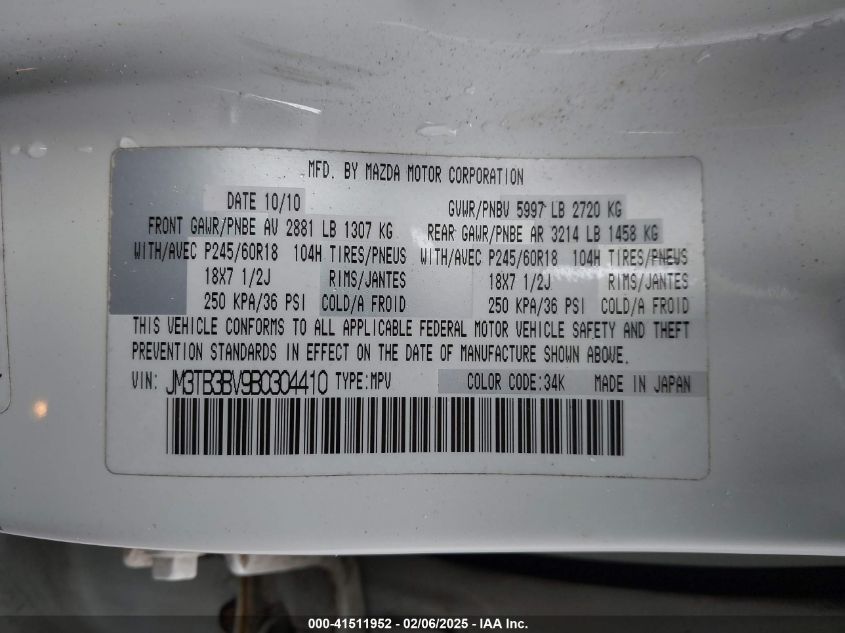 MFD. BY MAZDA MOTOR CORPORATION
DATE 10/10 GVWR/PNBV 5997 LB 2720 KG
FRONT GAWR/PNBE AV 2881 LB 1307 KG REAR GAWR/PNBE AR 3214 LB 1458 KG
WITH/AVEC P245/60R18 104H TIRES/PNEUS WITH/AVEC P245/60R18 104H TIRES/PNEUS
18X7 1/2J RIMS/JANTES 18X7 1/2J RIMS/JANTES
250 KPA/36 PSI COLD/A FROID 250 KPA/36 PSI COLD/A FROID
THIS VEHICLE CONFORMS TO ALL APPLICABLE FEDERAL MOTOR VEHICLE SAFETY AND THEFT
PREVENTION STANDARDS IN EFFECT ON THE DATE OF MANUFACTURE SHOWN ABOVE.
VIN: JM3TB3BV9B0304410 TYPE:MPV COLOR CODE:34K MADE IN JAPAN
000-41511952 / 02/06/2025 - IAA Inc.